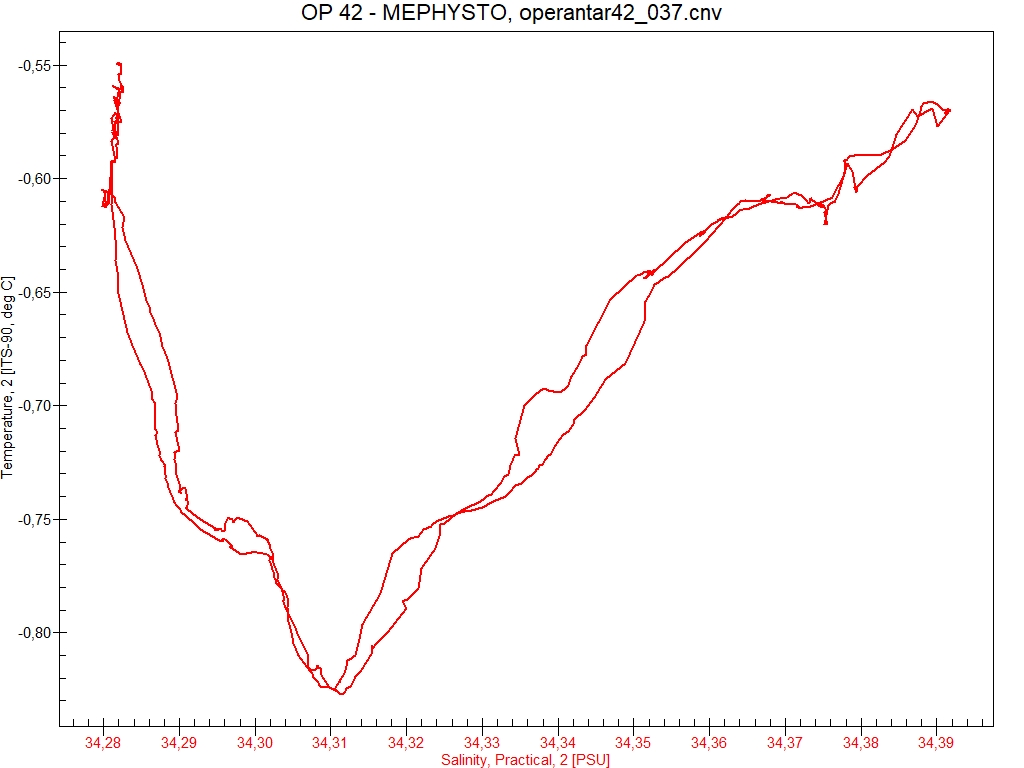 OP 42 - MEPHYSTO, operantar42_037.cnv
-0,55
-0,60
-0,65
-0,70
-0,75
-0,80
Temperature, 2 [ITS-90, deg C]
34,28 34,29 34,30 34,31 34,32 34,33 34,34 34,35 34,36 34,37 34,38 34,39
Salinity, Practical, 2 [PSU]